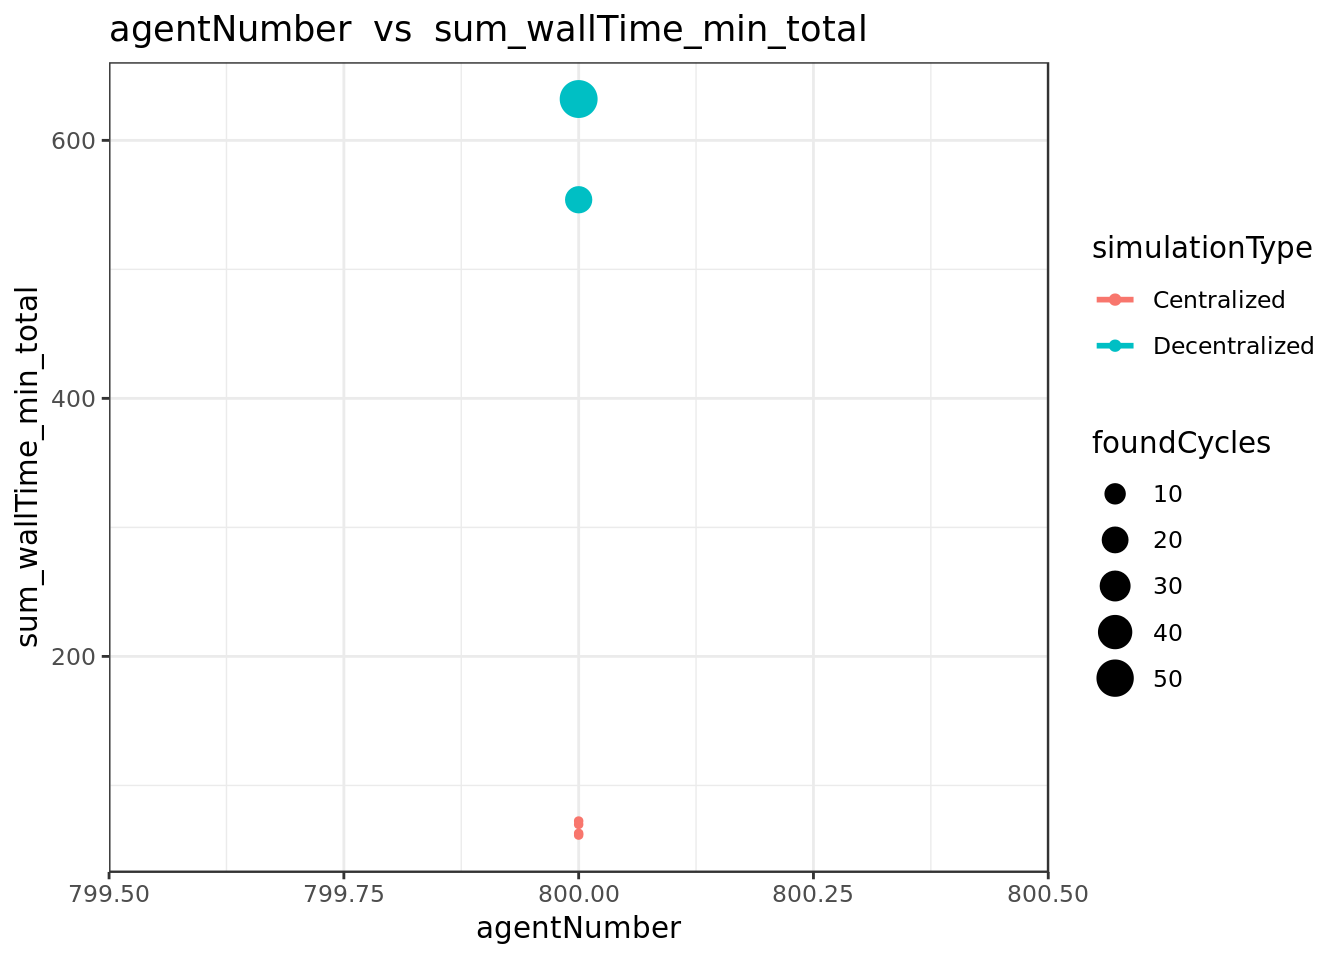 agentNumber  vs  sum_wallTime_min_total
sum_wallTime_min_total
600
400
200
799.50
799.75
800.00
800.25
800.50
agentNumber
simulationType
Centralized
Decentralized
foundCycles
10
20
30
40
50